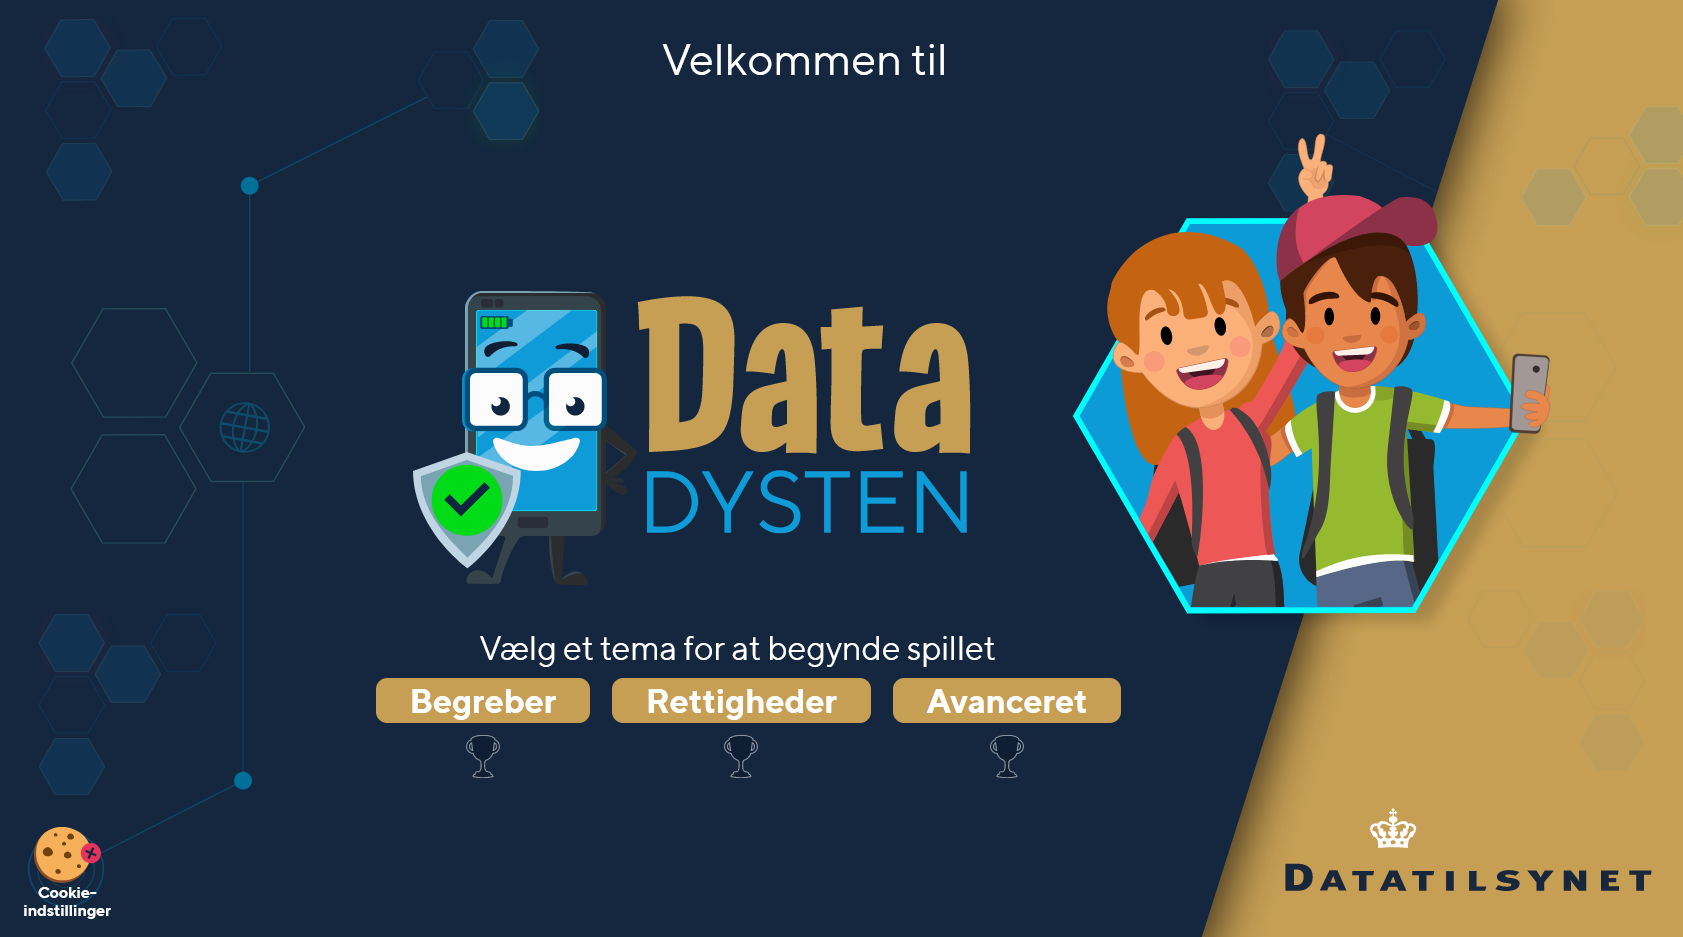 Velkommen til
Data
DYSTEN
Vælg et tema for at begynde spillet
Begreber
Rettigheder
Avanceret
Cookie-
indstillinger
DATATILSYNET